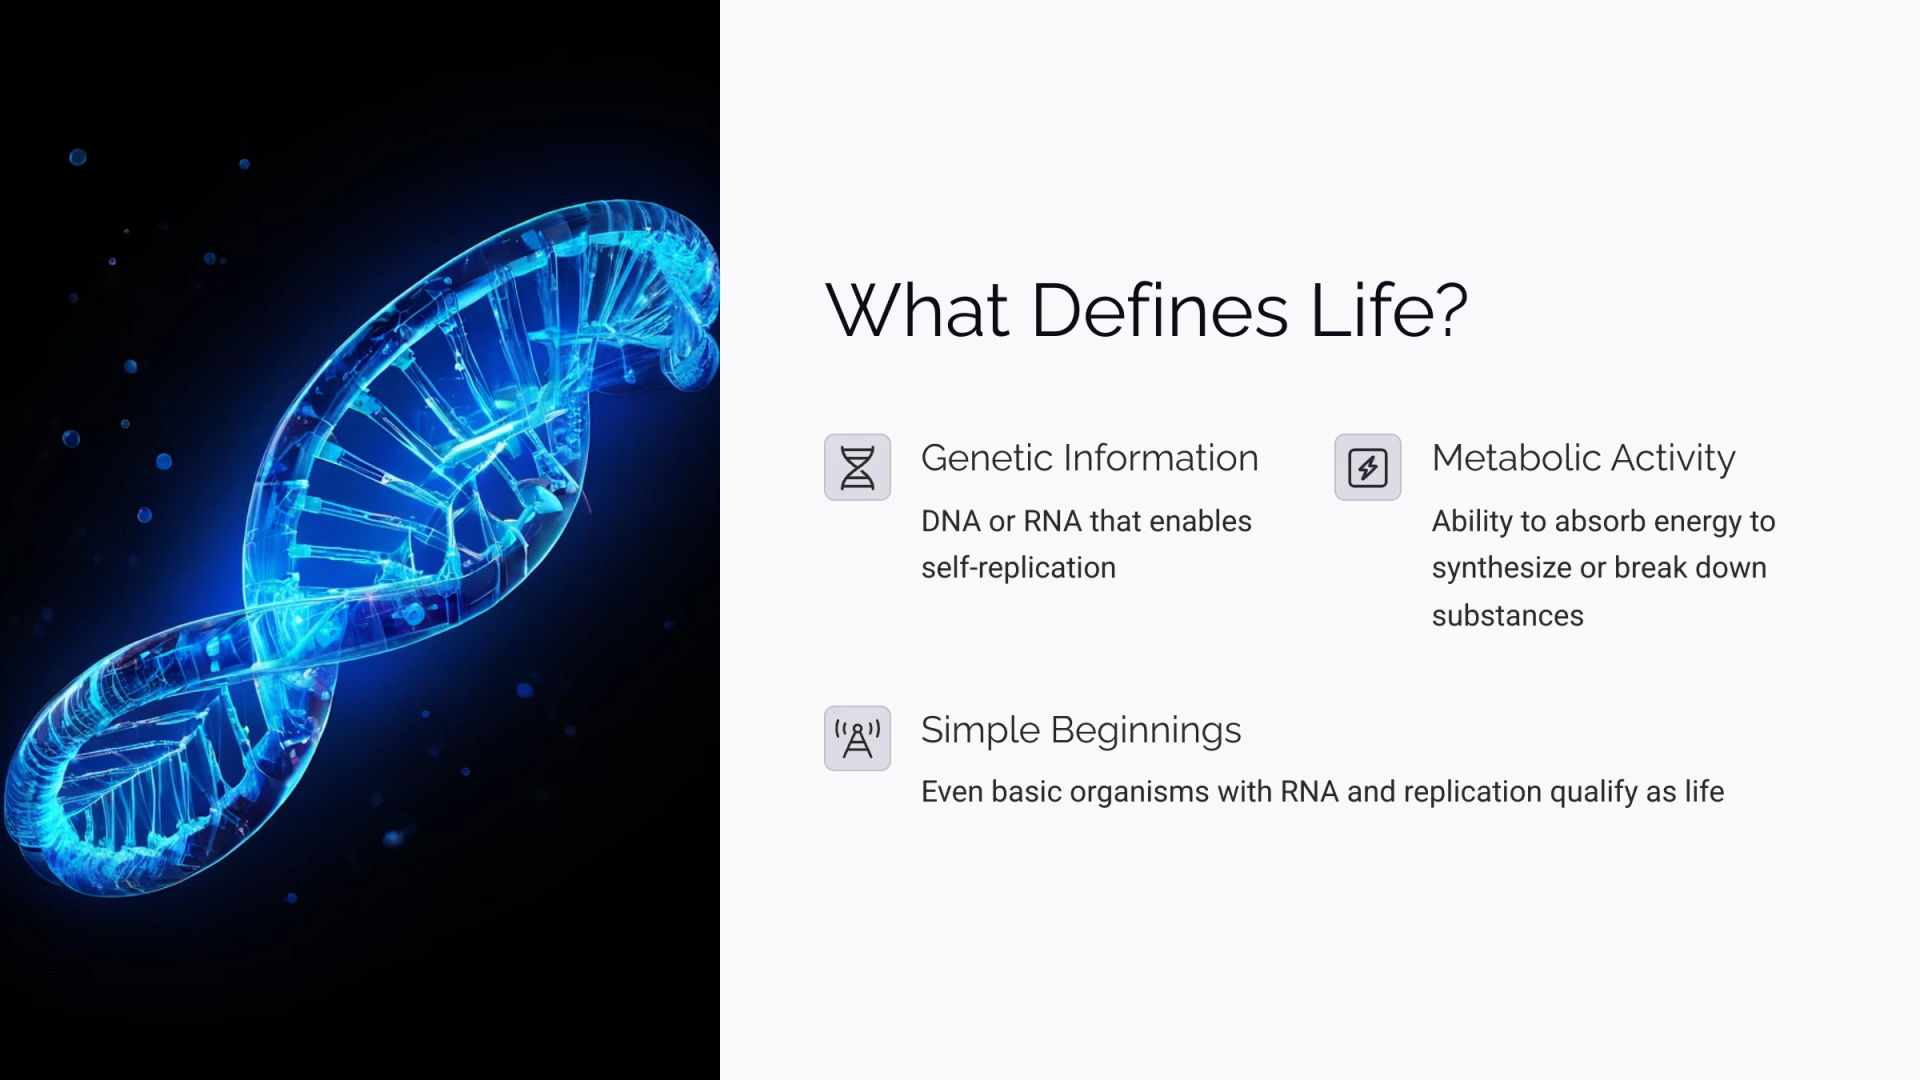 What Defines Life?
Genetic Information
DNA or RNA that enables
self-replication
Metabolic Activity
Ability to absorb energy to
synthesize or break down
substances
Simple Beginnings
Even basic organisms with RNA and replication qualify as life